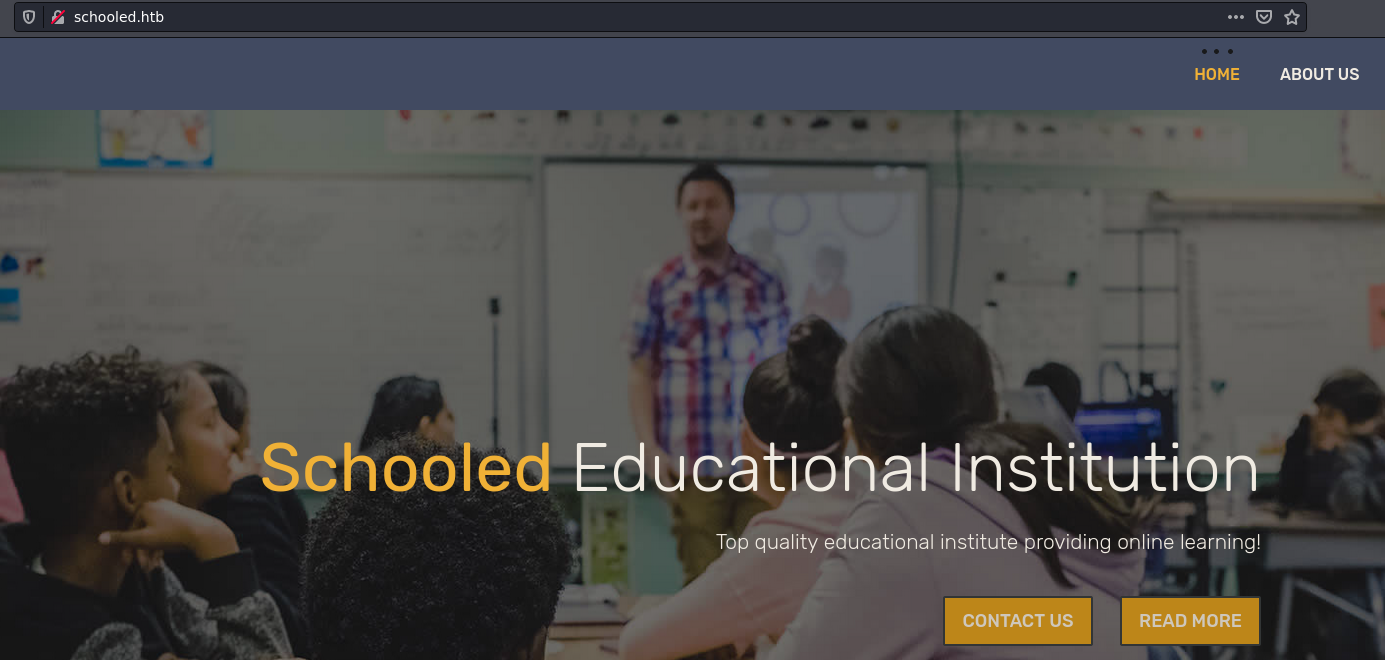 schooled.htb
HOME ABOUT US
Schooled Educational Institution
Top quality educational institute providing online learning!
CONTACT US READ MORE